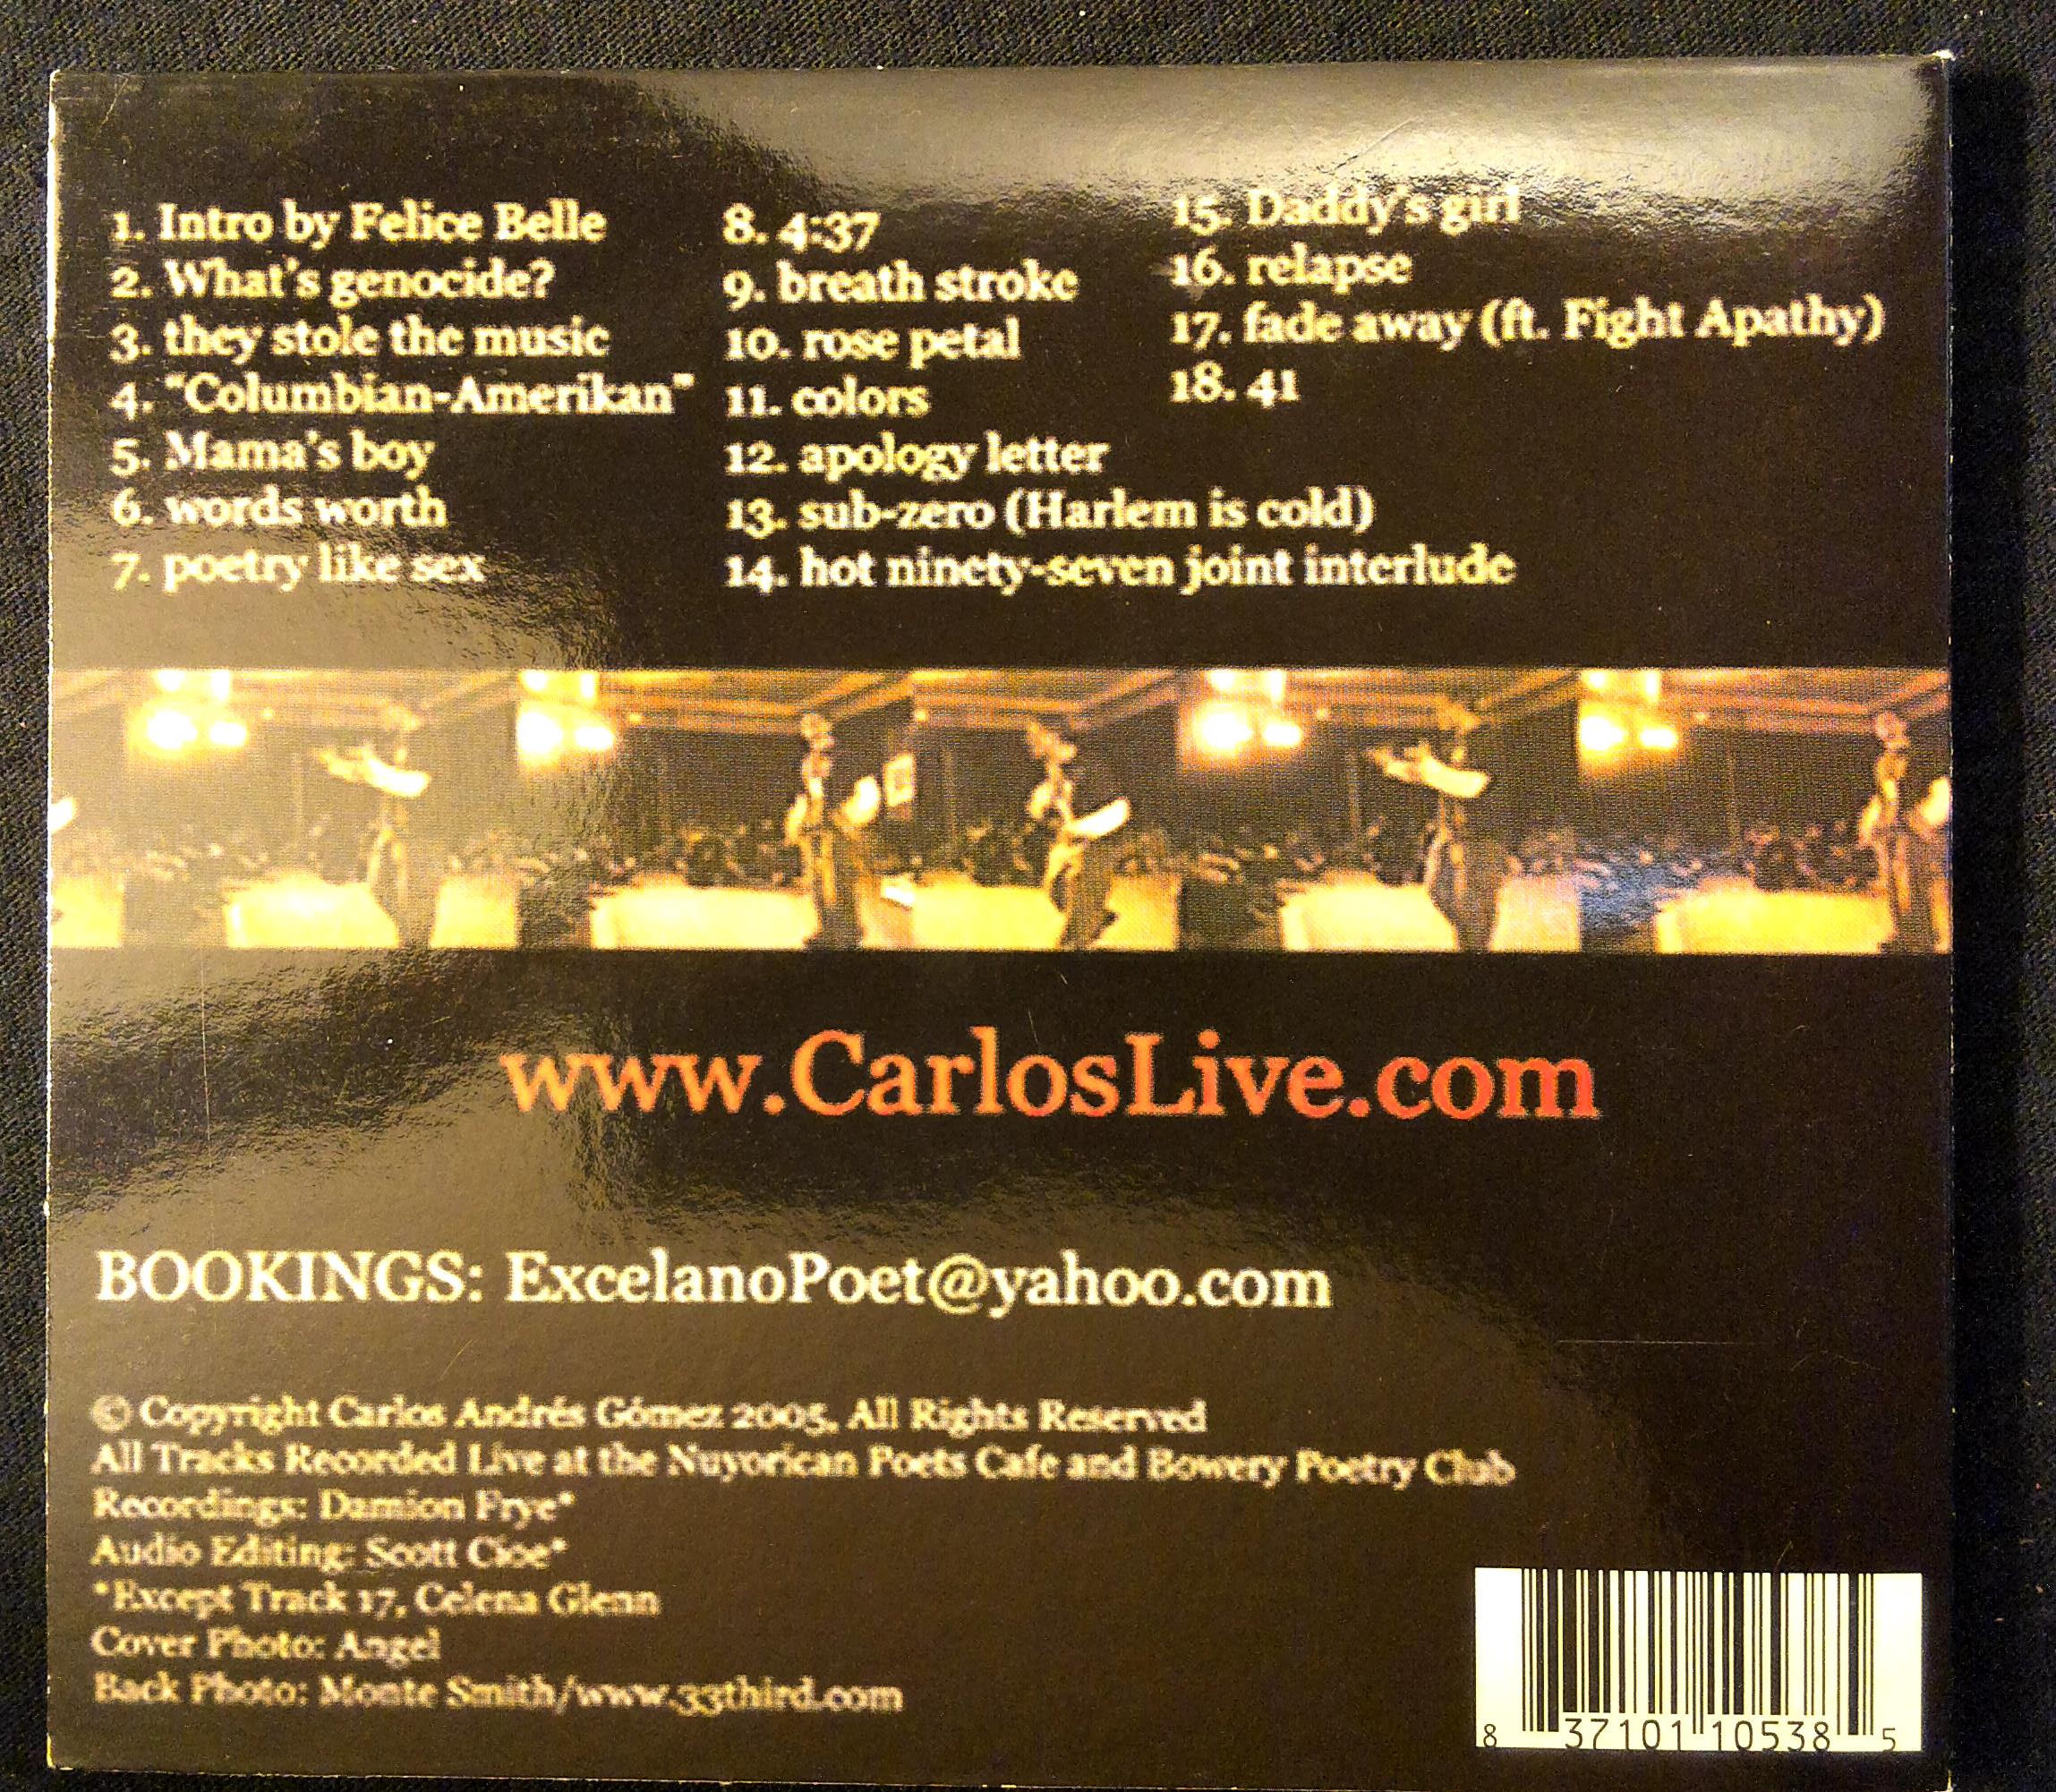 1. Intro by Felice Belle
2. What's genocide?
3. they stole the music
4. "Columbian-Amerikan"
5. Mama's boy
6. words worth
7. poetry like sex
8. 4:37
9. breath stroke
10. rose petal
11. colors
12. apology letter
13. sub-zero (Harlem is cold)
14. hot ninety-seven joint interlude
15. Daddy's girl
16. relapse
17. fade away (ft. Fight Apathy)
18. 41
www.CarlosLive.com
BOOKINGS: ExcelanoPoet@yahoo.com
© Copyright Carlos Andrés Gómez 2005, All Rights Reserved
All Tracks Recorded Live at the Nuyorican Poets Cafe and Bowery Poetry Club
Recordings: Damion Frye*
Audio Editing: Scott Cioe*
*Except Track 17, Celena Glenn
Cover Photo: Angel
Back Photo: Monte Smith/www.33third.com
8 37101 10538 5